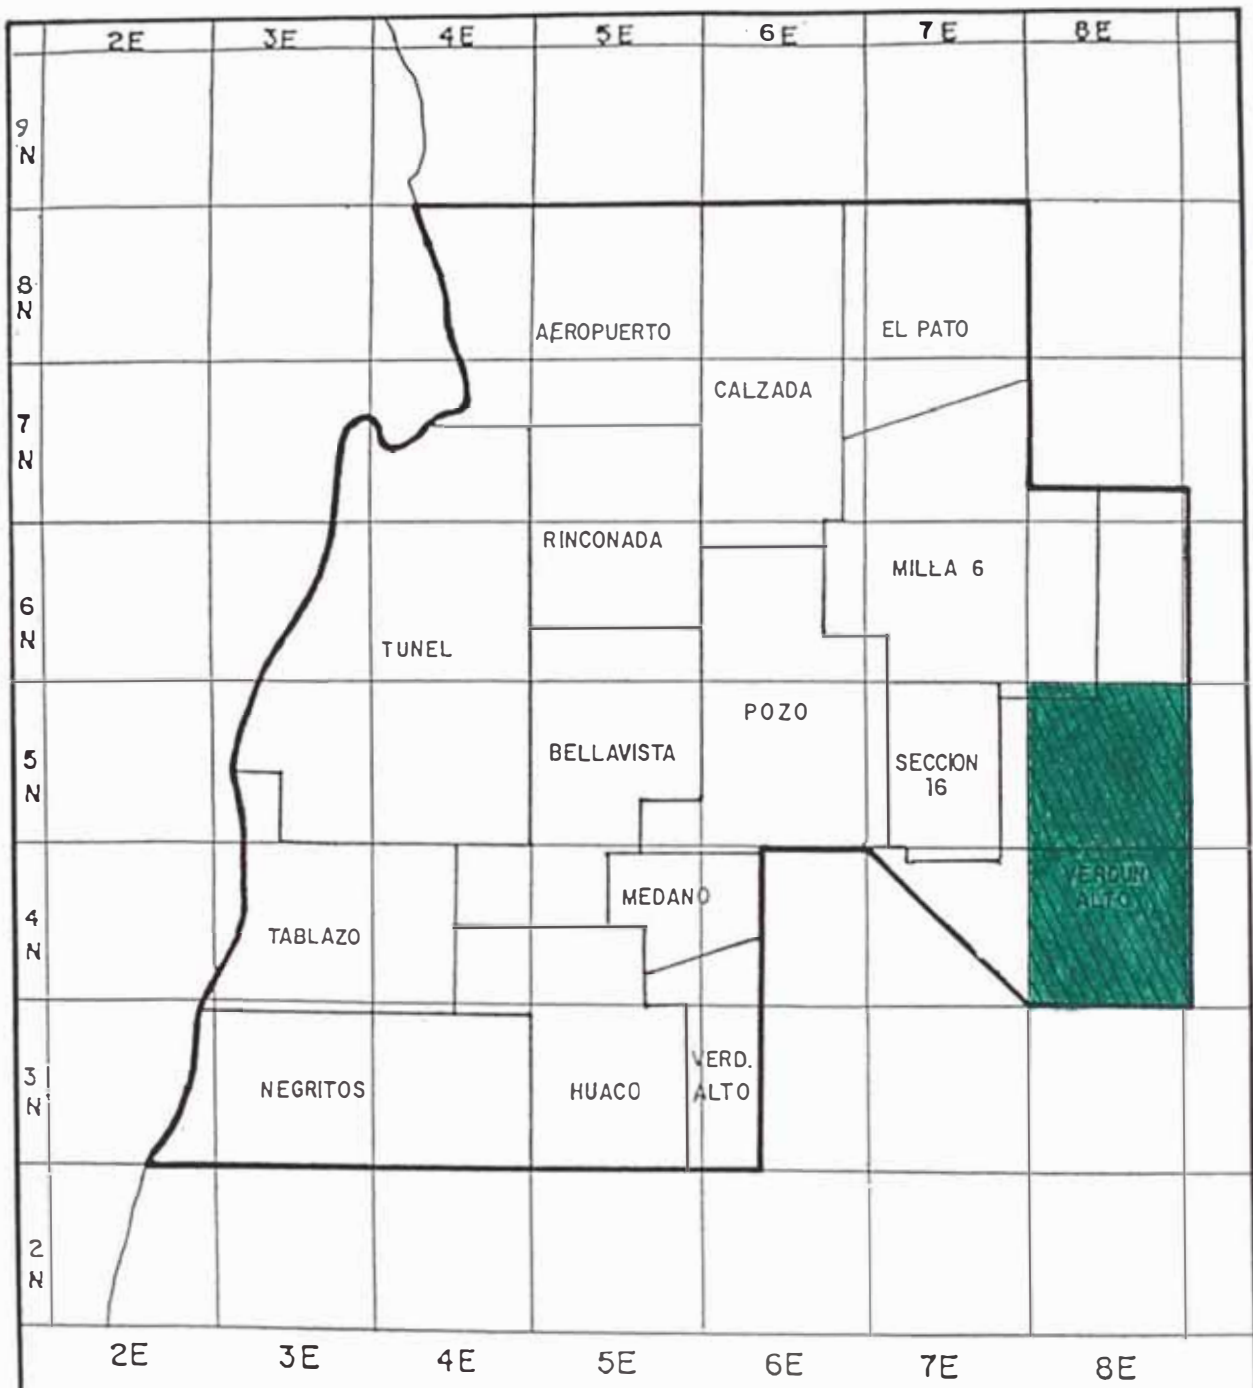 2E 3E 4E 5E 6E 7E 8E
9
N
8
N
AEROPUERTO EL PATO
CALZADA
7
N
RINCONADA
MILLA 6
6
N
TUNEL
POZO
BELLAVISTA
SECCION
16
5
N
VERDUN
ALTO
MEDANO
4
N
TABLAZO
VERD.
ALTO
3
N
NEGRITOS HUACO
2
N
2E 3E 4E 5E 6E 7E 8E